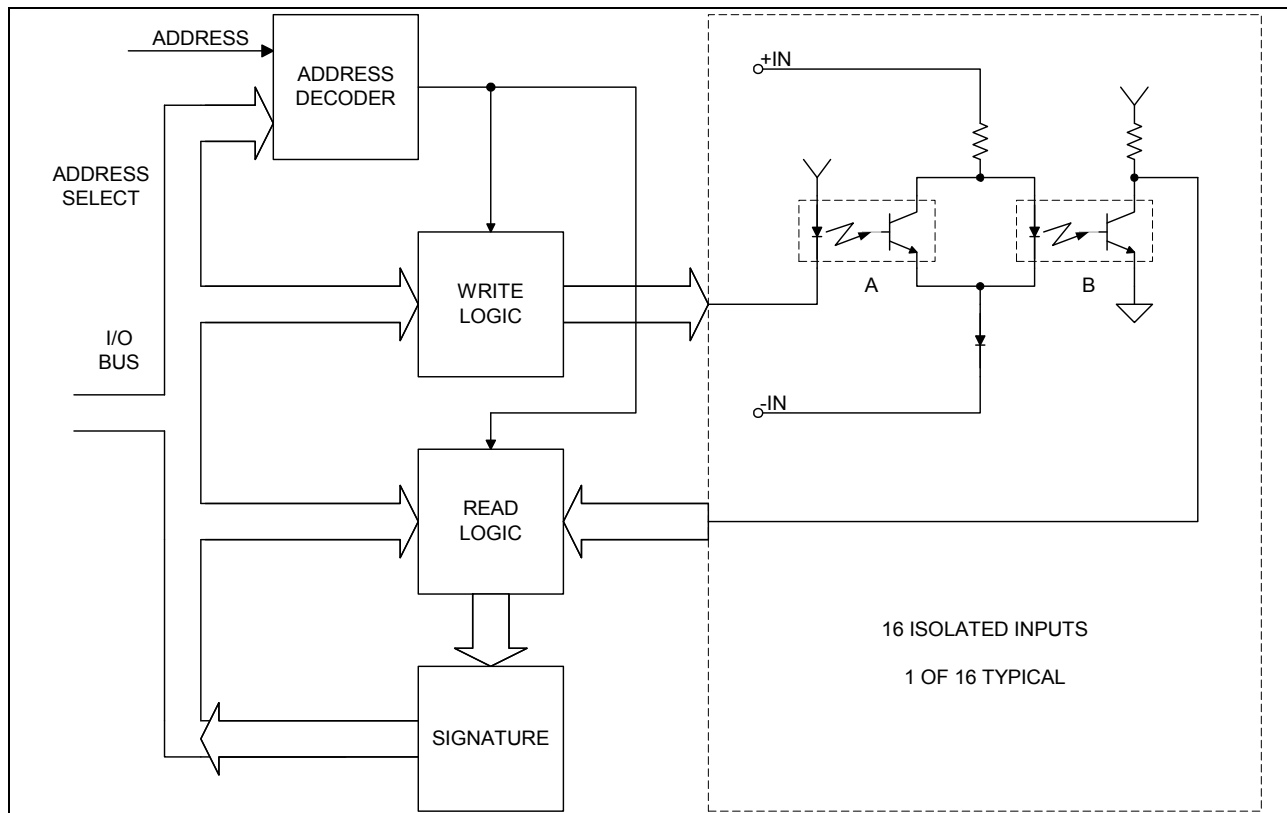 ADDRESS
ADDRESS
DECODER
+IN
ADDRESS
SELECT
A
B
WRITE
LOGIC
I/O
BUS
-IN
READ
LOGIC
16 ISOLATED INPUTS
1 OF 16 TYPICAL
SIGNATURE